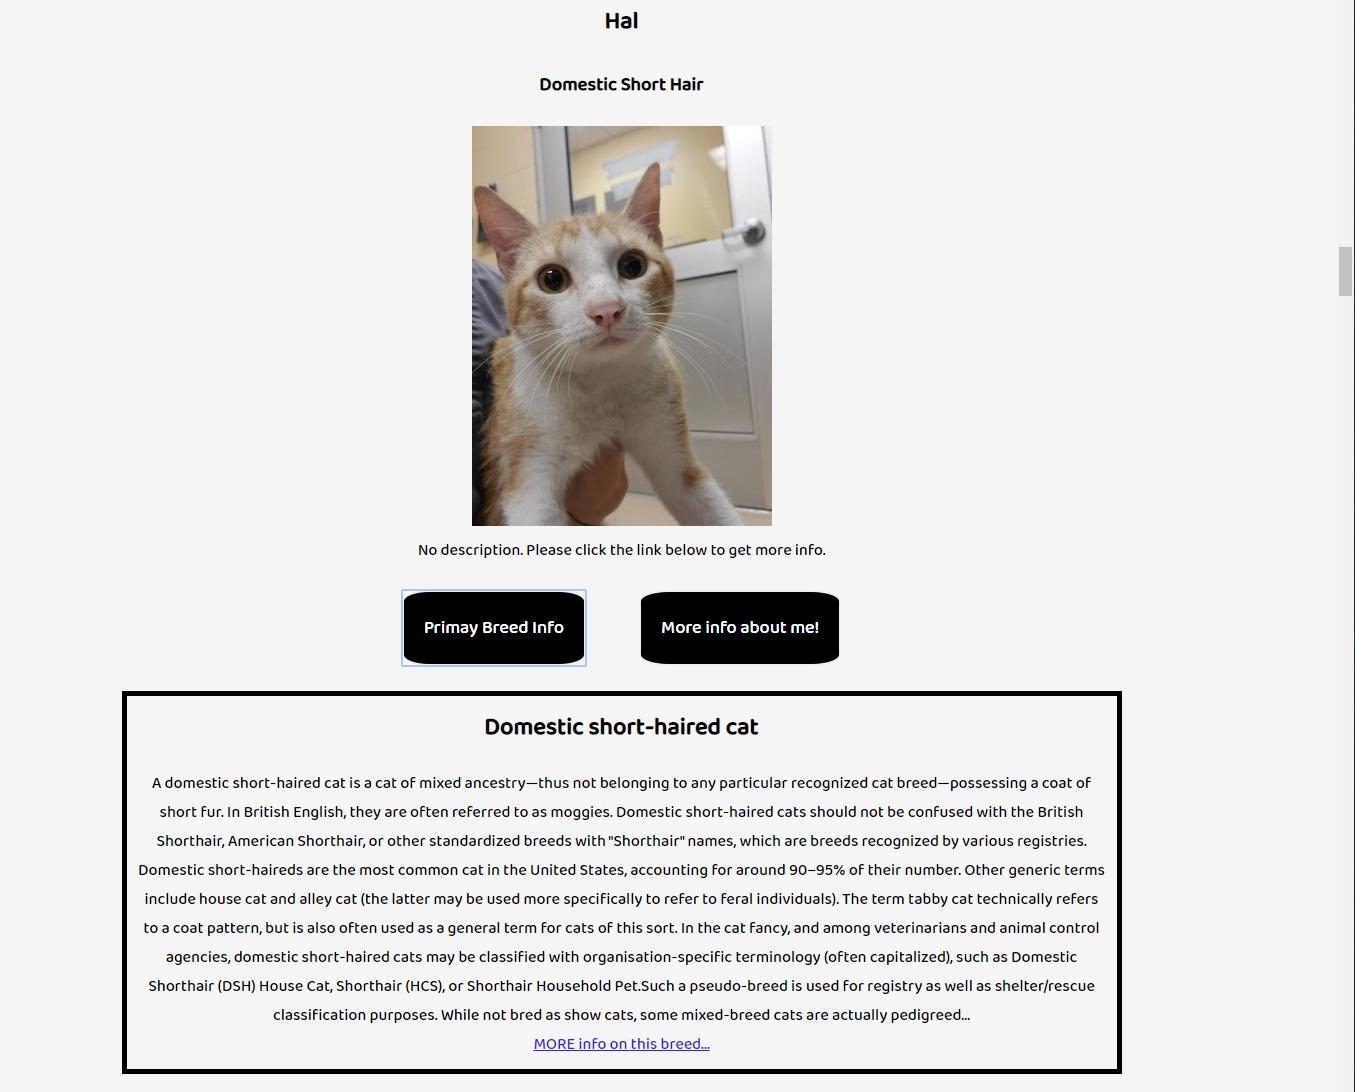 Hal
Domestic Short Hair
No description. Please click the link below to get more info.
Primay Breed Info
More info about me!
Domestic short-haired cat
A domestic short-haired cat is a cat of mixed ancestry—thus not belonging to any particular recognized cat breed—possessing a coat of
short fur. In British English, they are often referred to as moggies. Domestic short-haired cats should not be confused with the British
Shorthair, American Shorthair, or other standardized breeds with "Shorthair" names, which are breeds recognized by various registries.
Domestic short-haireds are the most common cat in the United States, accounting for around 90–95% of their number. Other generic terms
include house cat and alley cat (the latter may be used more specifically to refer to feral individuals). The term tabby cat technically refers
to a coat pattern, but is also often used as a general term for cats of this sort. In the cat fancy, and among veterinarians and animal control
agencies, domestic short-haired cats may be classified with organisation-specific terminology (often capitalized), such as Domestic
Shorthair (DSH) House Cat, Shorthair (HCS), or Shorthair Household Pet.Such a pseudo-breed is used for registry as well as shelter/rescue
classification purposes. While not bred as show cats, some mixed-breed cats are actually pedigreed...
MORE info on this breed...